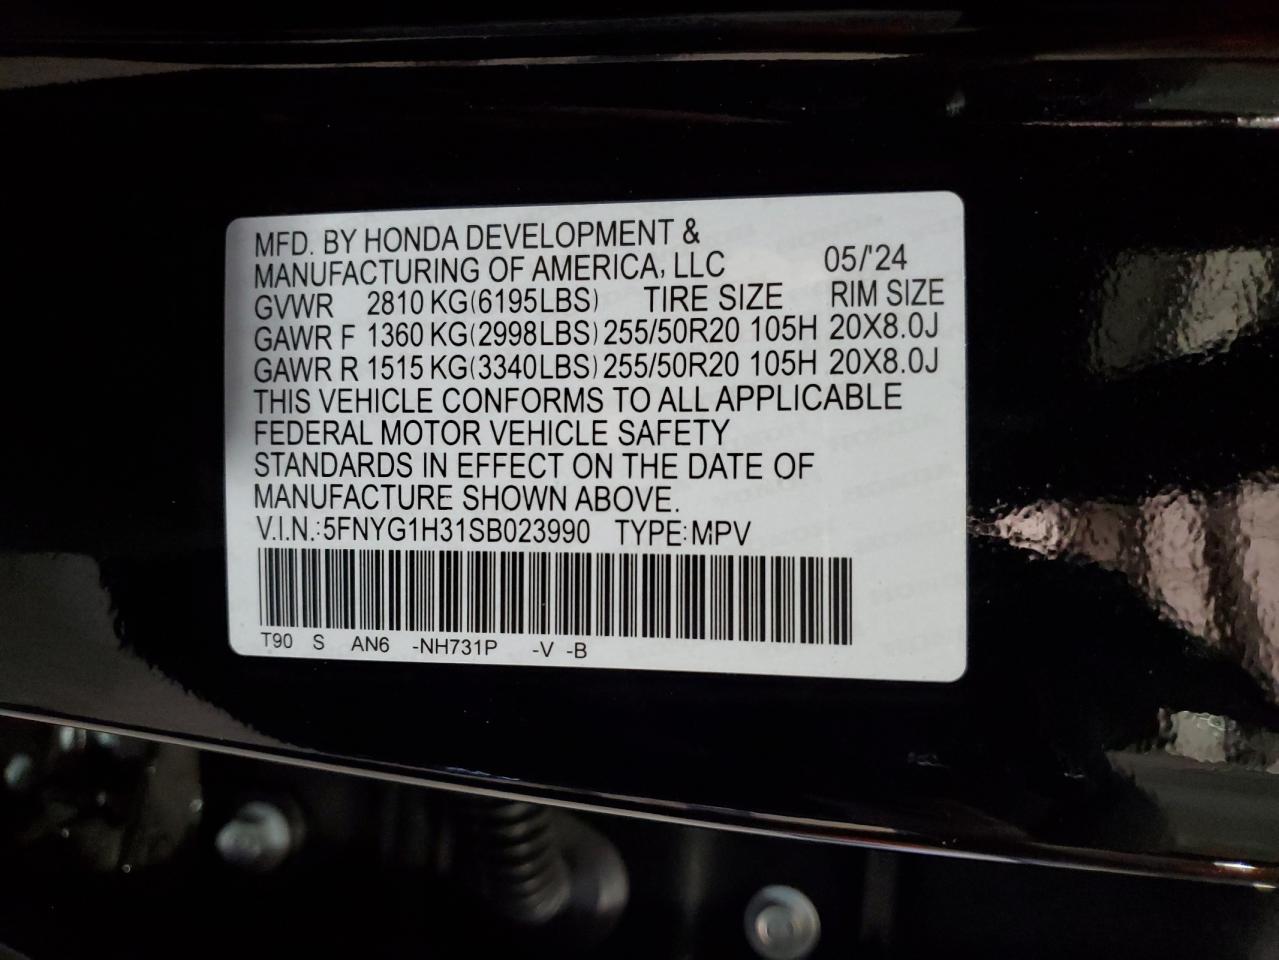 MFD. BY HONDA DEVELOPMENT &
MANUFACTURING OF AMERICA, LLC 05/'24
GVWR 2810 KG(6195LBS) TIRE SIZE RIM SIZE
GAWR F 1360 KG(2998LBS) 255/50R20 105H 20X8.0J
GAWR R 1515 KG(3340LBS) 255/50R20 105H 20X8.0J
THIS VEHICLE CONFORMS TO ALL APPLICABLE
FEDERAL MOTOR VEHICLE SAFETY
STANDARDS IN EFFECT ON THE DATE OF
MANUFACTURE SHOWN ABOVE.
V.I.N.:5FNYG1H31SB023990 TYPE:MPV
T90 S AN6 -NH731P -V -B